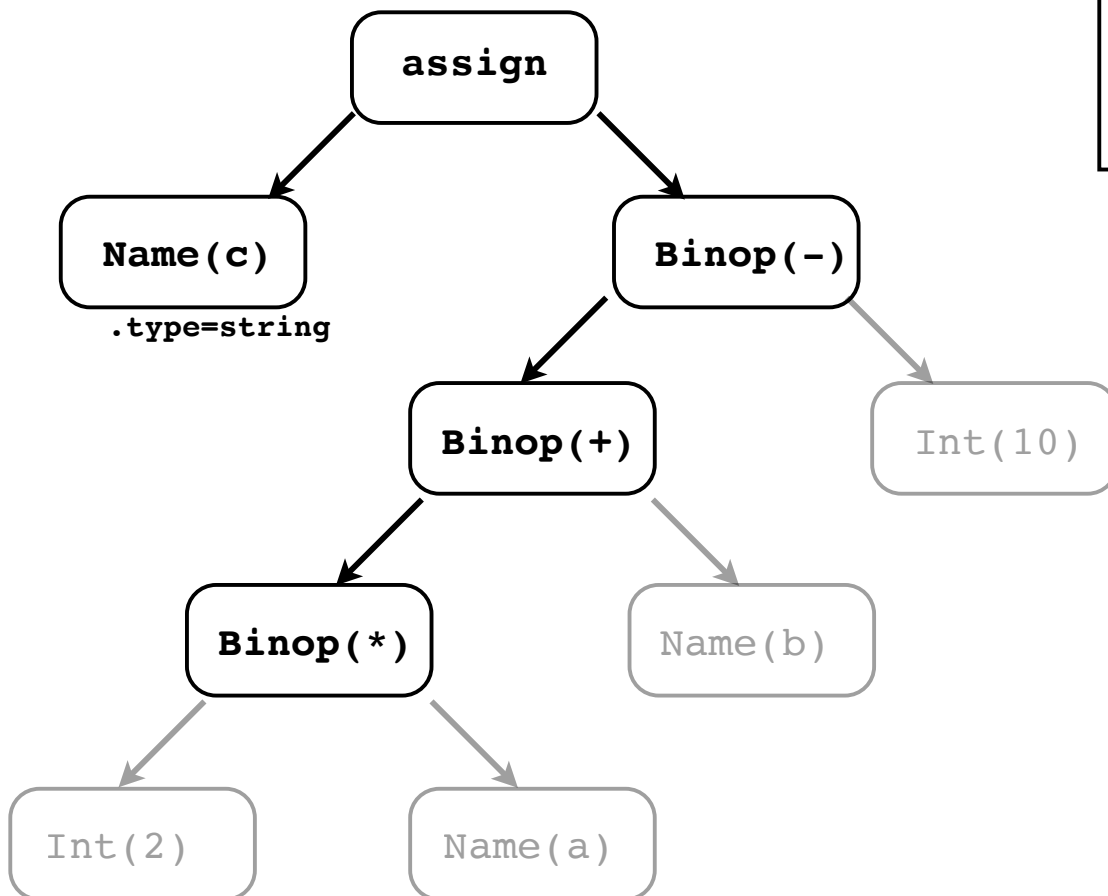 assign
Name(c)
Binop(-)
.type=string
Binop(+)
Int(10)
Binop(*)
Name(b)
Int(2)
Name(a)